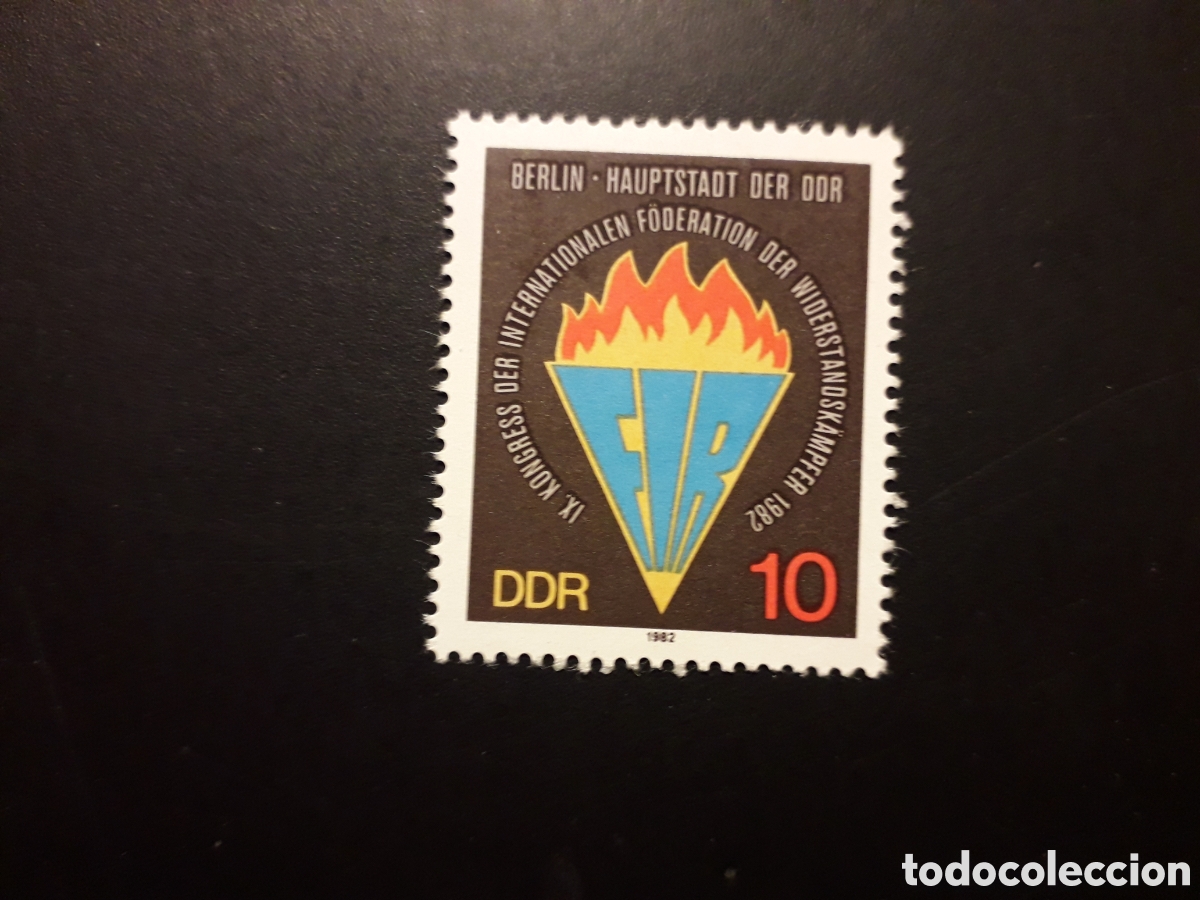 BERLIN · HAUPTSTADT DER DDR
IX. KONGRESS DER INTERNATIONALEN FÖDERATION DER WIDERSTANDSKÄMPFER 1982
FIR
DDR
10
1982
todocoleccion